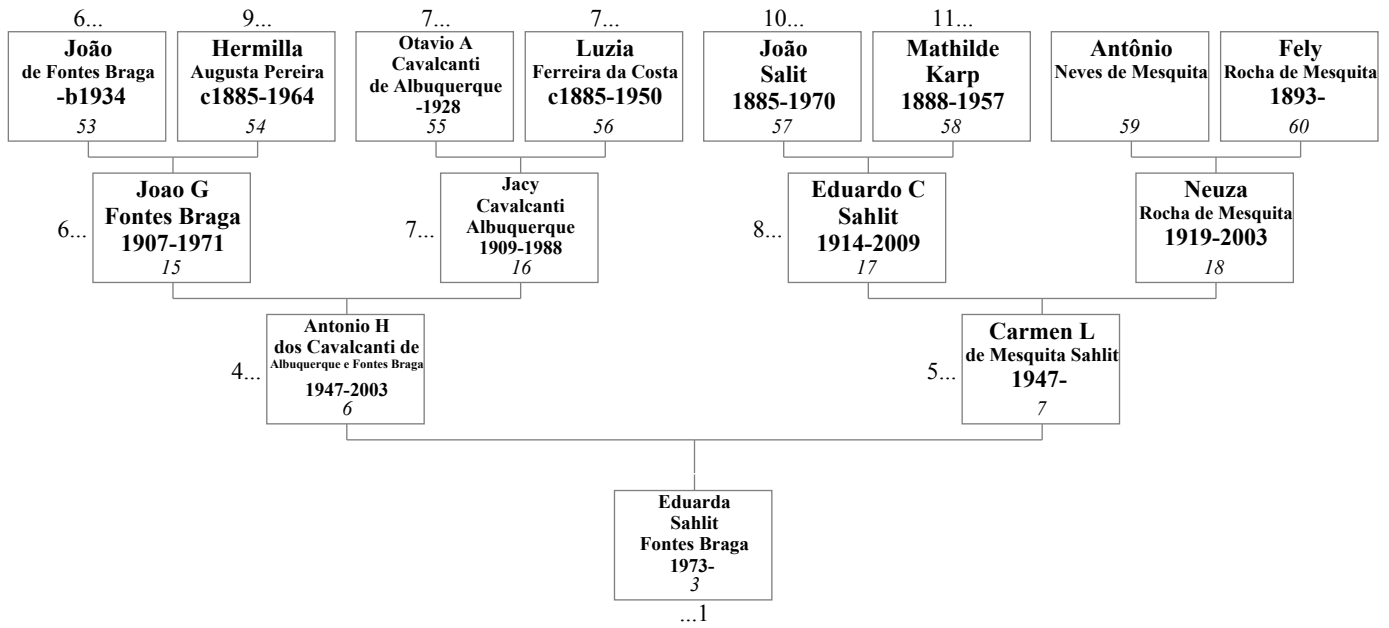 6...
9...
7...
7...
10...
11...
João
de Fontes Braga
-b1934
53
Hermilla
Augusta Pereira
c1885-1964
54
Otavio A
Cavalcanti
de Albuquerque
-1928
55
Luzia
Ferreira da Costa
c1885-1950
56
João
Salit
1885-1970
57
Mathilde
Karp
1888-1957
58
Antônio
Neves de Mesquita
59
Fely
Rocha de Mesquita
1893-
60
6...
Joao G
Fontes Braga
1907-1971
15
7...
Jacy
Cavalcanti
Albuquerque
1909-1988
16
8...
Eduardo C
Sahlit
1914-2009
17
Neuza
Rocha de Mesquita
1919-2003
18
4...
Antonio H
dos Cavalcanti de
Albuquerque e Fontes Braga
1947-2003
6
5...
Carmen L
de Mesquita Sahlit
1947-
7
Eduarda
Sahlit
Fontes Braga
1973-
3
...1